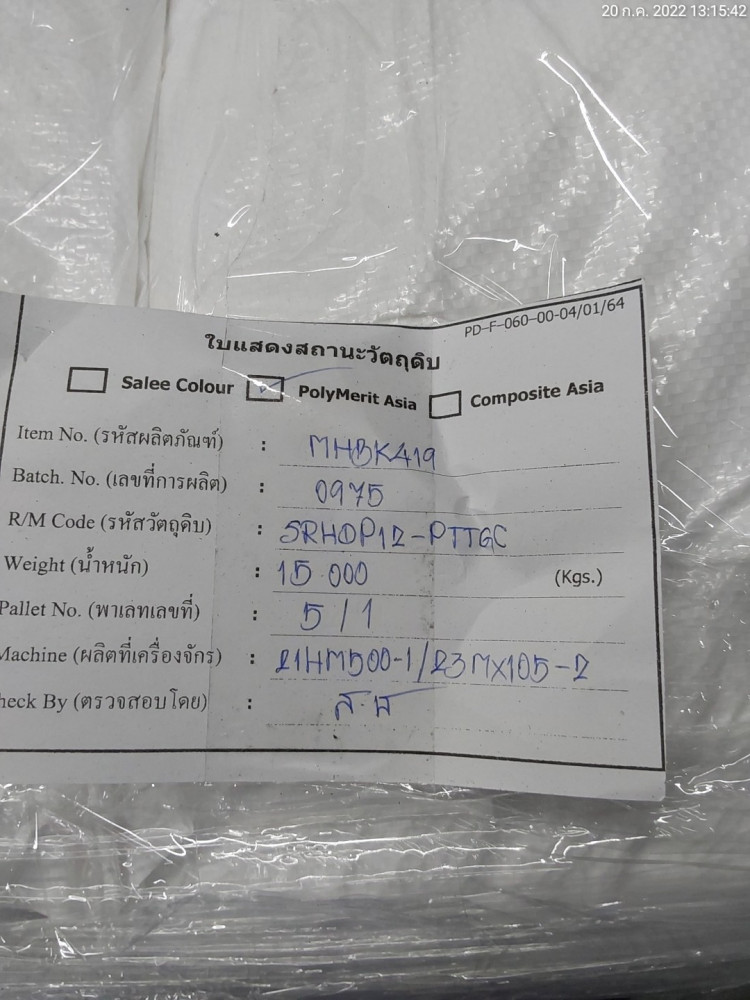 20 ก.ค. 2022 13:15:42
PD-F-060-00-04/01/64
ใบแสดงสถานะวัตถุดิบ
Salee Colour PolyMerit Asia Composite Asia
Item No. (รหัสผลิตภัณฑ์) : MHBK419
Batch. No. (เลขที่การผลิต) : 0975
R/M Code (รหัสวัตถุดิบ) : SRHDP12-PTTGC
Weight (น้ำหนัก) : 15.000 (Kgs.)
Pallet No. (พาเลทเลขที่) : 5/1
Machine (ผลิตที่เครื่องจักร) : 21HM500-1/23MX105-2
heck By (ตรวจสอบโดย) :